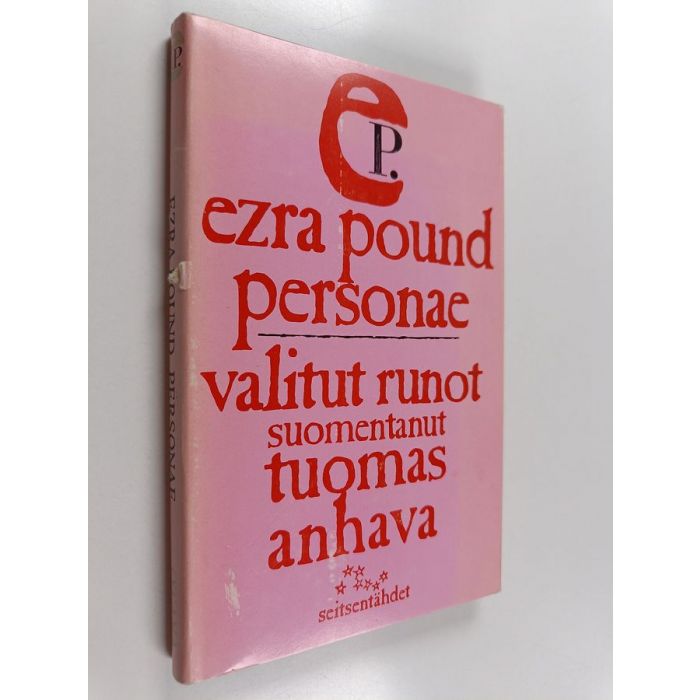 e
P.
ezra pound
personae
valitut runot
suomentanut
tuomas
anhava
seitsentähdet
P.
EZRA POUND PERSONAE